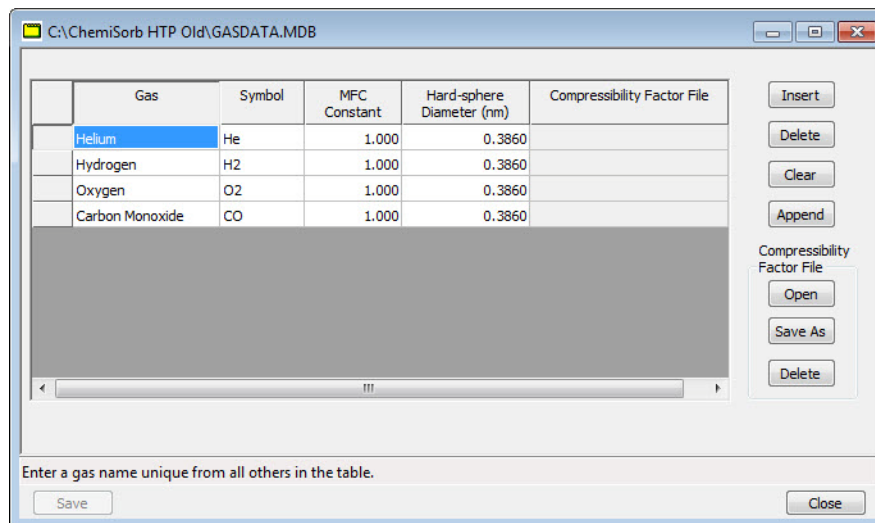 C:\ChemiSorb HTP Old\GASDATA.MDB
Gas Symbol MFC Constant Hard-sphere Diameter (nm) Compressibility Factor File
Helium He 1.000 0.3860
Hydrogen H2 1.000 0.3860
Oxygen O2 1.000 0.3860
Carbon Monoxide CO 1.000 0.3860
Insert
Delete
Clear
Append
Compressibility
Factor File
Open
Save As
Delete
Enter a gas name unique from all others in the table.
Save
Close